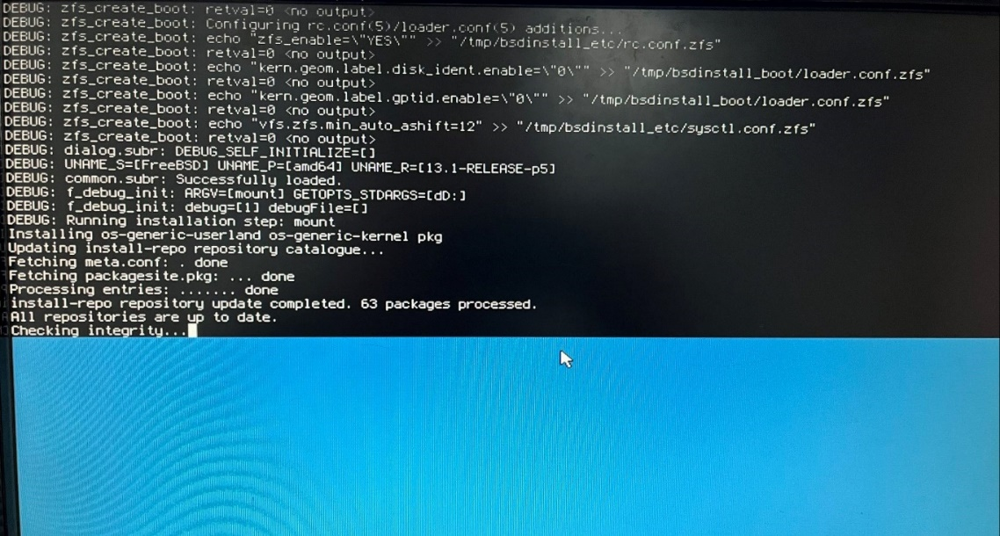 DEBUG: zfs_create_boot: retval=0 <no output>
DEBUG: zfs_create_boot: Configuring rc.conf(5)/loader.conf(5) additions...
DEBUG: zfs_create_boot: echo "zfs_enable=\"YES\"" >> "/tmp/bsdinstall_etc/rc.conf.zfs"
DEBUG: zfs_create_boot: retval=0 <no output>
DEBUG: zfs_create_boot: echo "kern.geom.label.disk_ident.enable=\"0\"" >> "/tmp/bsdinstall_boot/loader.conf.zfs"
DEBUG: zfs_create_boot: retval=0 <no output>
DEBUG: zfs_create_boot: echo "kern.geom.label.gptid.enable=\"0\"" >> "/tmp/bsdinstall_boot/loader.conf.zfs"
DEBUG: zfs_create_boot: retval=0 <no output>
DEBUG: zfs_create_boot: echo "vfs.zfs.min_auto_ashift=12" >> "/tmp/bsdinstall_etc/sysctl.conf.zfs"
DEBUG: zfs_create_boot: retval=0 <no output>
DEBUG: dialog.subr: DEBUG_SELF_INITIALIZE=[]
DEBUG: UNAME_S=[FreeBSD] UNAME_P=[amd64] UNAME_R=[13.1-RELEASE-p5]
DEBUG: common.subr: Successfully loaded.
DEBUG: f_debug_init: ARGV=[mount] GETOPTS_STDARGS=[dD:]
DEBUG: f_debug_init: debug=[1] debugFile=[]
DEBUG: Running installation step: mount
Installing os-generic-userland os-generic-kernel pkg
Updating install-repo repository catalogue...
Fetching meta.conf: . done
Fetching packagesite.pkg: ... done
Processing entries: ....... done
install-repo repository update completed. 63 packages processed.
All repositories are up to date.
Checking integrity...